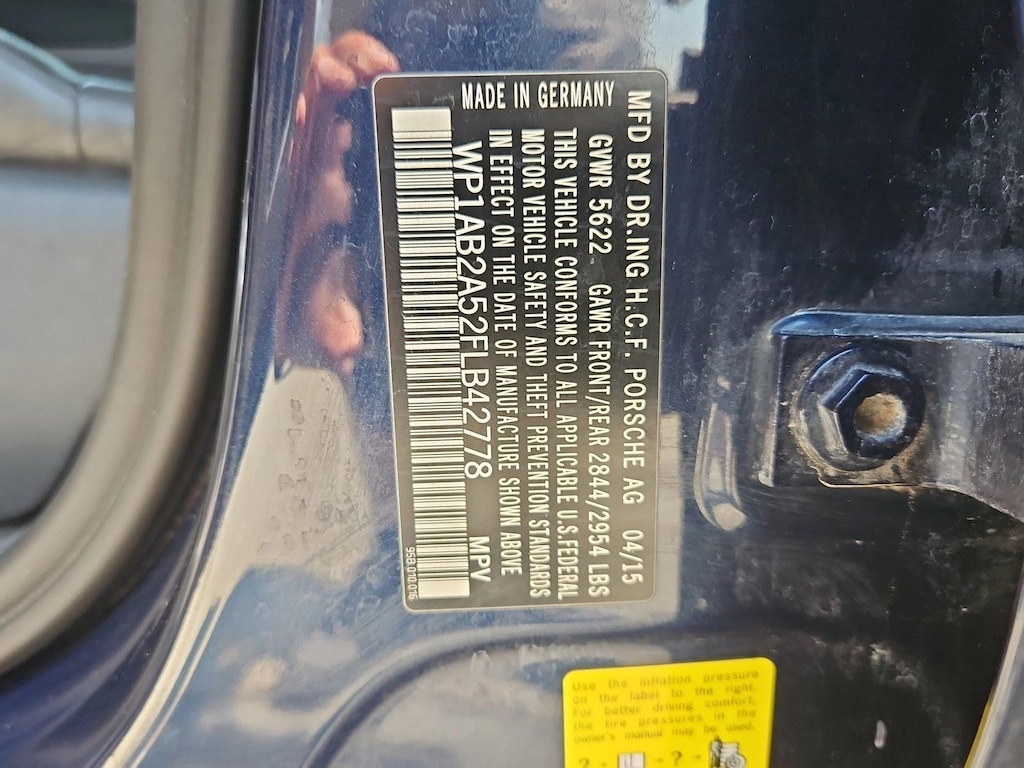 MFD BY DR.ING H.C.F. PORSCHE AG 04/15
GVWR 5622 GAWR FRONT/REAR 2844/2954 LBS
THIS VEHICLE CONFORMS TO ALL APPLICABLE U.S.FEDERAL
MOTOR VEHICLE SAFETY AND THEFT PREVENTION STANDARDS
IN EFFECT ON THE DATE OF MANUFACTURE SHOWN ABOVE
WP1AB2A52FLB42778 MPV
MADE IN GERMANY
95B.010.015
Use the inflation pressure
on the label to the right.
For better driving comfort,
the tire pressures in the
owner's manual may be used.
? → → ? →